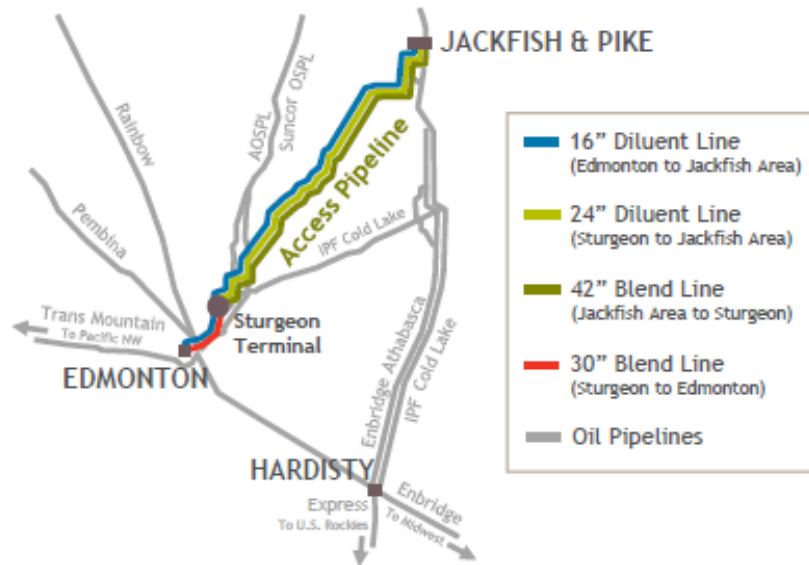 JACKFISH & PIKE
Rainbow
AOSPL
Suncor OSPL
Access Pipeline
Pembina
IPF Cold Lake
Trans Mountain
To Pacific NW
Sturgeon
Terminal
EDMONTON
Enbridge Athabasca
IPF Cold Lake
HARDISTY
Express
To U.S. Rockies
Enbridge
To Midwest
16” Diluent Line
(Edmonton to Jackfish Area)
24” Diluent Line
(Sturgeon to Jackfish Area)
42” Blend Line
(Jackfish Area to Sturgeon)
30” Blend Line
(Sturgeon to Edmonton)
Oil Pipelines